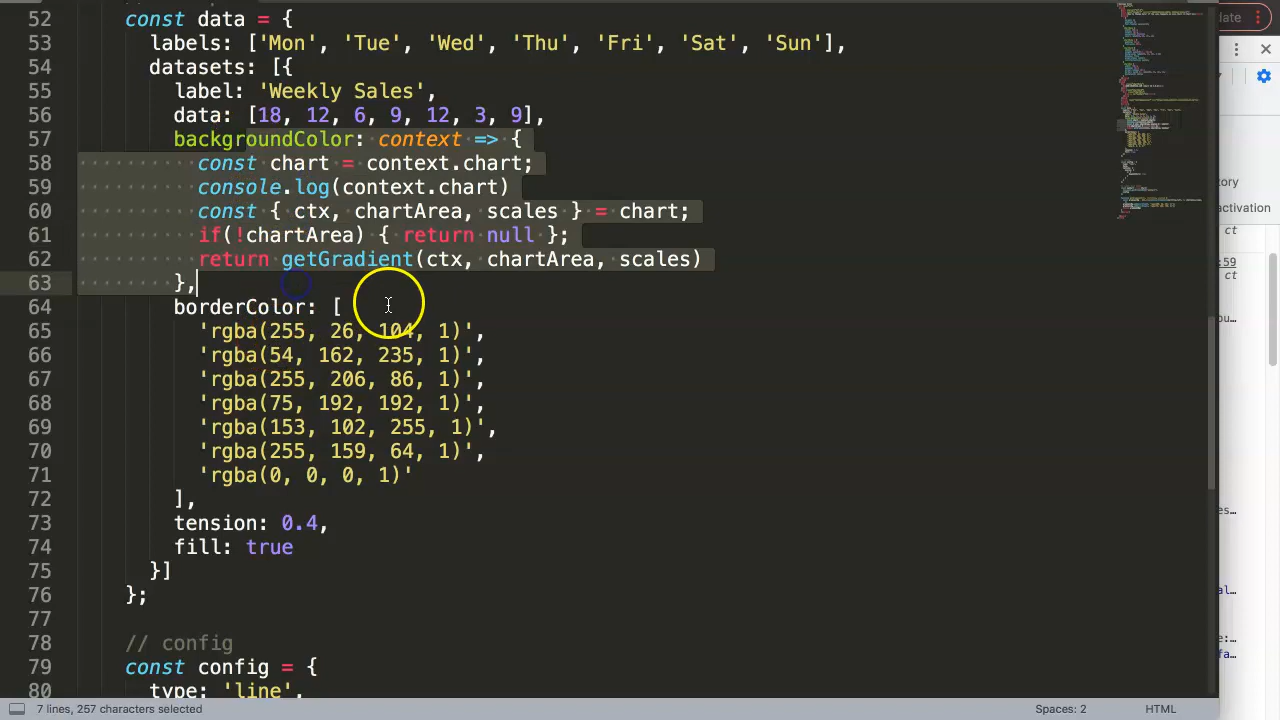 52 const data = {
53 labels: ['Mon', 'Tue', 'Wed', 'Thu', 'Fri', 'Sat', 'Sun'],
54 datasets: [{
55 label: 'Weekly Sales',
56 data: [18, 12, 6, 9, 12, 3, 9],
57 backgroundColor: context => {
58 const chart = context.chart;
59 console.log(context.chart)
60 const { ctx, chartArea, scales } = chart;
61 if(!chartArea) { return null };
62 return getGradient(ctx, chartArea, scales)
63 },
64 borderColor: [
65 'rgba(255, 26, 104, 1)',
66 'rgba(54, 162, 235, 1)',
67 'rgba(255, 206, 86, 1)',
68 'rgba(75, 192, 192, 1)',
69 'rgba(153, 102, 255, 1)',
70 'rgba(255, 159, 64, 1)',
71 'rgba(0, 0, 0, 1)'
72 ],
73 tension: 0.4,
74 fill: true
75 }]
76 };
77
78 // config
79 const config = {
80 type: 'line',
7 lines, 257 characters selected
Spaces: 2
HTML
:59
ct
ct